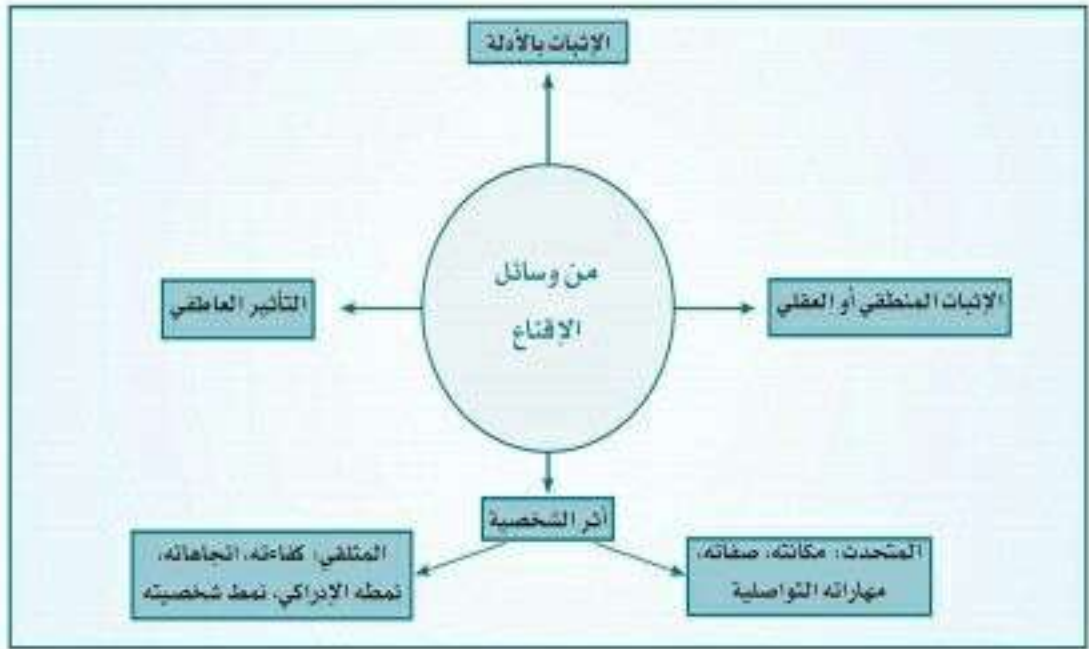 الإثبات بالأدلة
من وسائل
الإقناع
الإثبات المنطقي أو العقلي
التأثير العاطفي
أثر الشخصية
المتحدث: مكانته، صفاته،
مهاراته التواصلية
المتلقي: كفاءته، اتجاهاته،
نمطه الإدراكي، نمط شخصيته